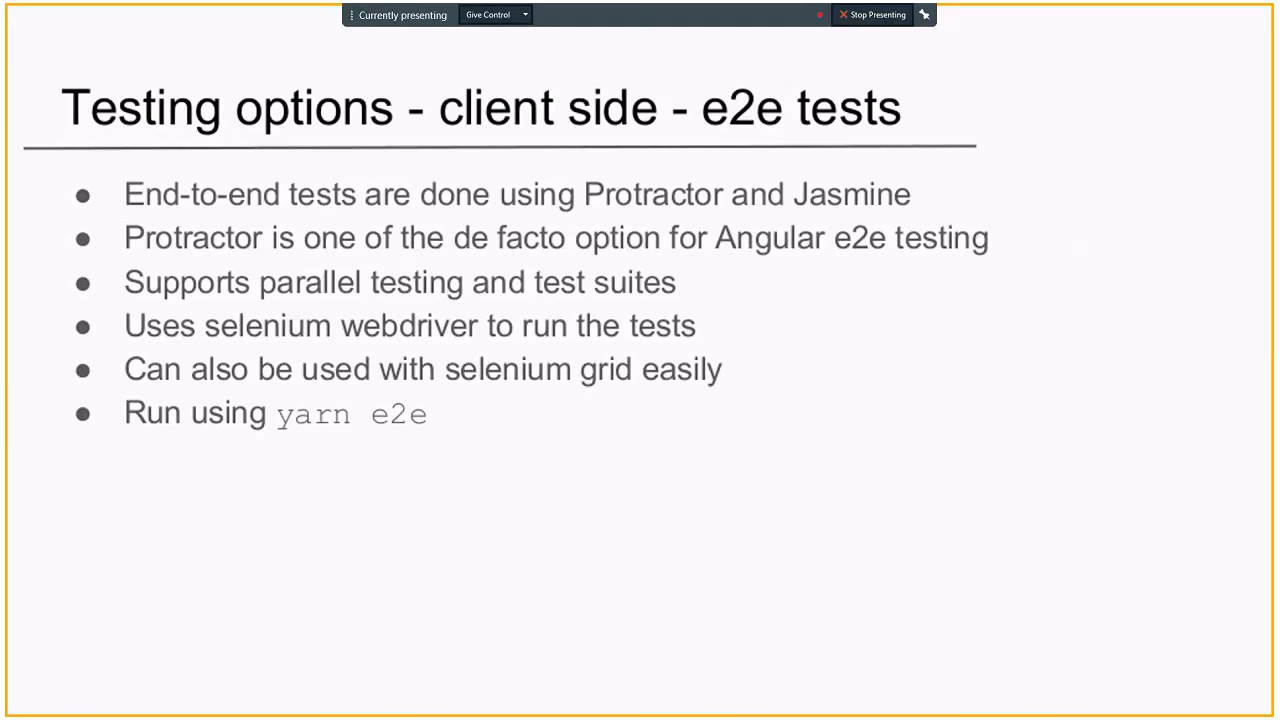 Currently presenting Give Control Stop Presenting
Testing options - client side - e2e tests
● End-to-end tests are done using Protractor and Jasmine
● Protractor is one of the de facto option for Angular e2e testing
● Supports parallel testing and test suites
● Uses selenium webdriver to run the tests
● Can also be used with selenium grid easily
● Run using yarn e2e